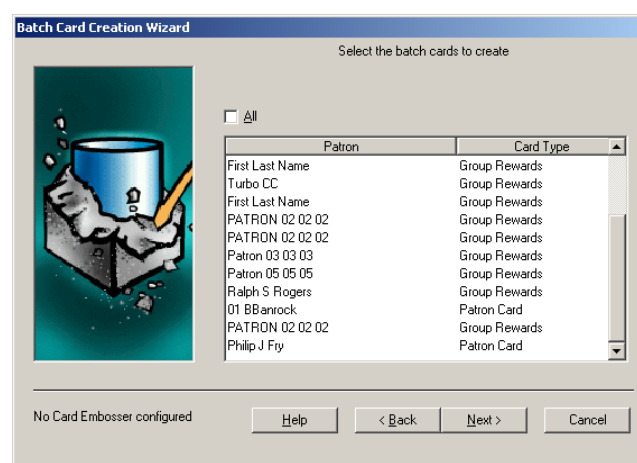 Batch Card Creation Wizard
Select the batch cards to create
All
Patron Card Type
First Last Name Group Rewards
Turbo CC Group Rewards
First Last Name Group Rewards
PATRON 02 02 02 Group Rewards
PATRON 02 02 02 Group Rewards
Patron 03 03 03 Group Rewards
Patron 05 05 05 Group Rewards
Ralph S Rogers Group Rewards
01 BBanrock Patron Card
PATRON 02 02 02 Group Rewards
Philip J Fry Patron Card
No Card Embosser configured Help < Back Next > Cancel